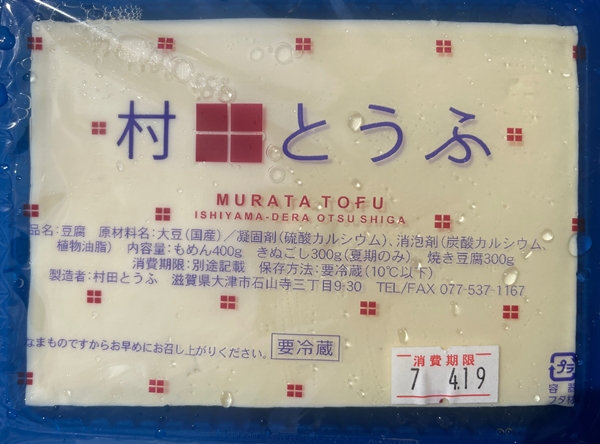 村田とうふ
MURATA TOFU
ISHIYAMA-DERA OTSU SHIGA
品名:豆腐 原材料名:大豆(国産)/凝固剤(硫酸カルシウム)、消泡剤(炭酸カルシウム、
植物油脂) 内容量:もめん400g きぬごし300g(夏期のみ) 焼き豆腐300g
消費期限:別途記載 保存方法:要冷蔵(10℃以下)
製造者:村田とうふ 滋賀県大津市石山寺三丁目9-30 TEL/FAX 077-537-1167
なまものですからお早めにお召し上がりください。 要冷蔵
消費期限
7 4.19
プラ
容器
フタ